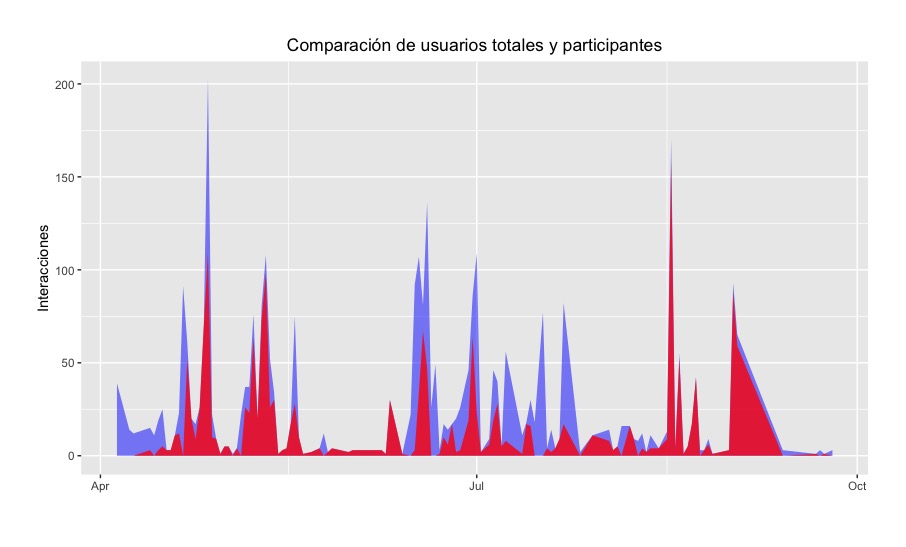 Comparación de usuarios totales y participantes
Interacciones
200
150
100
50
0
Apr
Jul
Oct